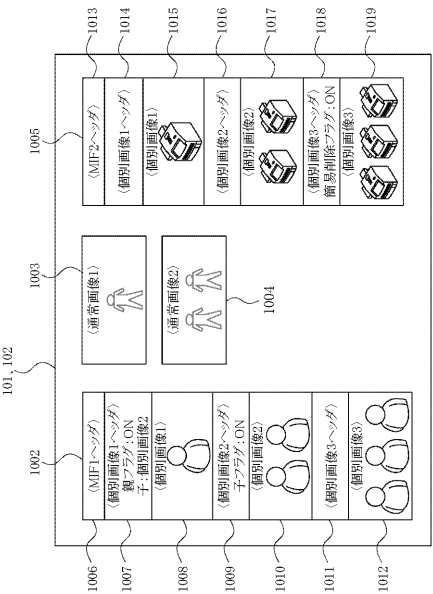 101、102
1002
1003
1005
1006
〈MIF1ヘッダ〉
1007
〈個別画像1ヘッダ〉
親フラグ:ON
子:個別画像2
1008
〈個別画像1〉
1009
〈個別画像2ヘッダ〉
子フラグ:ON
1010
〈個別画像2〉
1011
〈個別画像3ヘッダ〉
1012
〈個別画像3〉
〈通常画像1〉
〈通常画像2〉
1004
〈MIF2ヘッダ〉
1013
〈個別画像1ヘッダ〉
1014
〈個別画像1〉
1015
〈個別画像2ヘッダ〉
1016
〈個別画像2〉
1017
〈個別画像3ヘッダ〉
簡易削除フラグ:ON
1018
〈個別画像3〉
1019